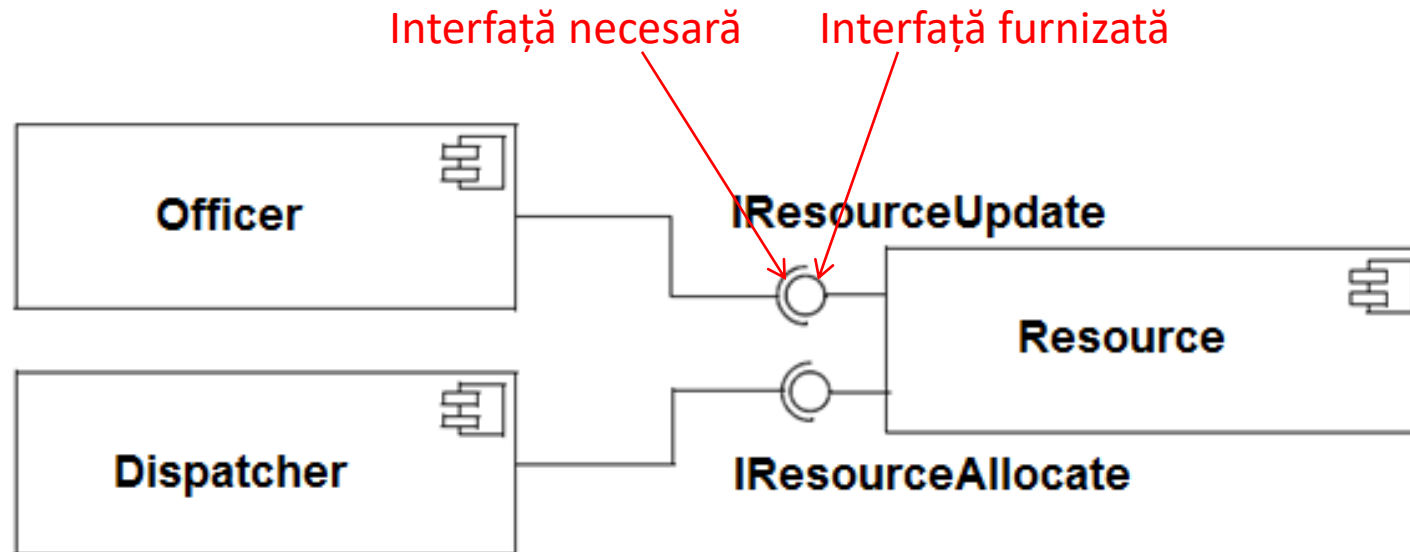 Interfață necesară
Interfață furnizată
Officer
IResourceUpdate
Resource
Dispatcher
IResourceAllocate